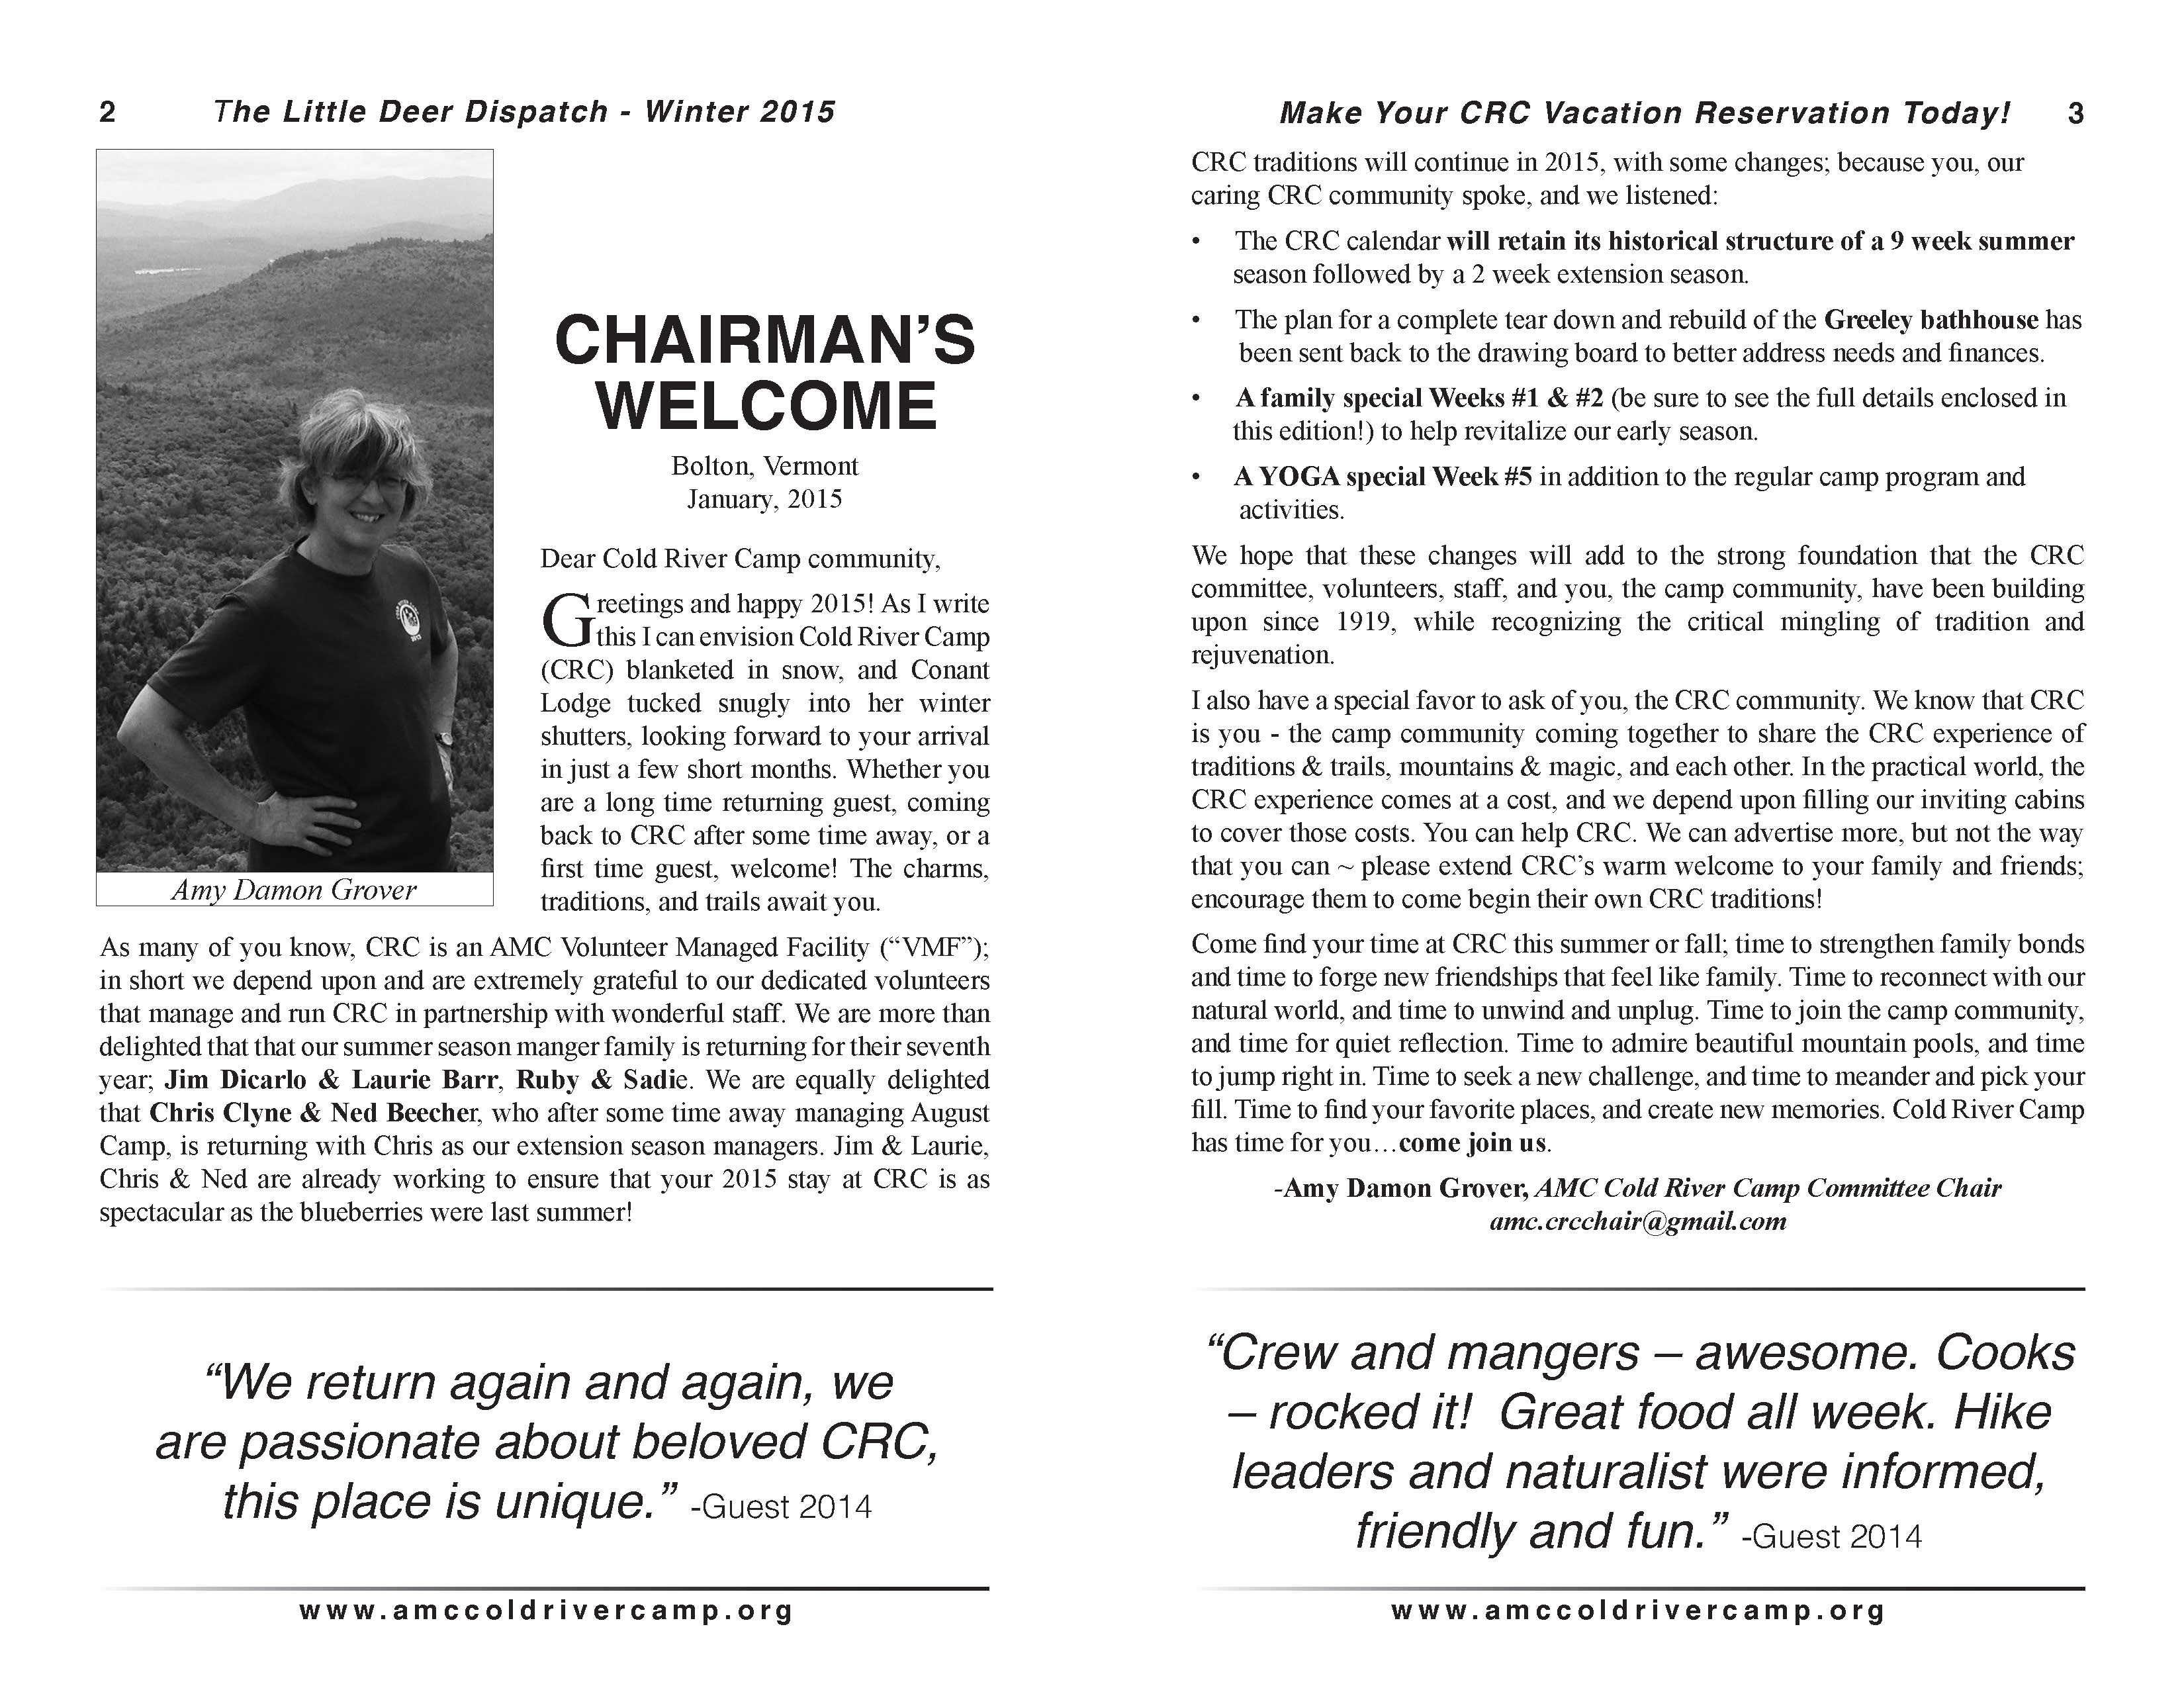 2 The Little Deer Dispatch - Winter 2015
Amy Damon Grover
CHAIRMAN’S
WELCOME
Bolton, Vermont
January, 2015
Dear Cold River Camp community,
Greetings and happy 2015! As I write
this I can envision Cold River Camp
(CRC) blanketed in snow, and Conant
Lodge tucked snugly into her winter
shutters, looking forward to your arrival
in just a few short months. Whether you
are a long time returning guest, coming
back to CRC after some time away, or a
first time guest, welcome! The charms,
traditions, and trails await you.
As many of you know, CRC is an AMC Volunteer Managed Facility (“VMF”);
in short we depend upon and are extremely grateful to our dedicated volunteers
that manage and run CRC in partnership with wonderful staff. We are more than
delighted that that our summer season manger family is returning for their seventh
year; Jim Dicarlo & Laurie Barr, Ruby & Sadie. We are equally delighted
that Chris Clyne & Ned Beecher, who after some time away managing August
Camp, is returning with Chris as our extension season managers. Jim & Laurie,
Chris & Ned are already working to ensure that your 2015 stay at CRC is as
spectacular as the blueberries were last summer!
“We return again and again, we
are passionate about beloved CRC,
this place is unique.” -Guest 2014
www.amccoldrivercamp.org
Make Your CRC Vacation Reservation Today! 3
CRC traditions will continue in 2015, with some changes; because you, our
caring CRC community spoke, and we listened:
• The CRC calendar will retain its historical structure of a 9 week summer
season followed by a 2 week extension season.
• The plan for a complete tear down and rebuild of the Greeley bathhouse has
been sent back to the drawing board to better address needs and finances.
• A family special Weeks #1 & #2 (be sure to see the full details enclosed in
this edition!) to help revitalize our early season.
• A YOGA special Week #5 in addition to the regular camp program and
activities.
We hope that these changes will add to the strong foundation that the CRC
committee, volunteers, staff, and you, the camp community, have been building
upon since 1919, while recognizing the critical mingling of tradition and
rejuvenation.
I also have a special favor to ask of you, the CRC community. We know that CRC
is you - the camp community coming together to share the CRC experience of
traditions & trails, mountains & magic, and each other. In the practical world, the
CRC experience comes at a cost, and we depend upon filling our inviting cabins
to cover those costs. You can help CRC. We can advertise more, but not the way
that you can ~ please extend CRC’s warm welcome to your family and friends;
encourage them to come begin their own CRC traditions!
Come find your time at CRC this summer or fall; time to strengthen family bonds
and time to forge new friendships that feel like family. Time to reconnect with our
natural world, and time to unwind and unplug. Time to join the camp community,
and time for quiet reflection. Time to admire beautiful mountain pools, and time
to jump right in. Time to seek a new challenge, and time to meander and pick your
fill. Time to find your favorite places, and create new memories. Cold River Camp
has time for you…come join us.
-Amy Damon Grover, AMC Cold River Camp Committee Chair
amc.crcchair@gmail.com
“Crew and mangers – awesome. Cooks
– rocked it!  Great food all week. Hike
leaders and naturalist were informed,
friendly and fun.” -Guest 2014
www.amccoldrivercamp.org